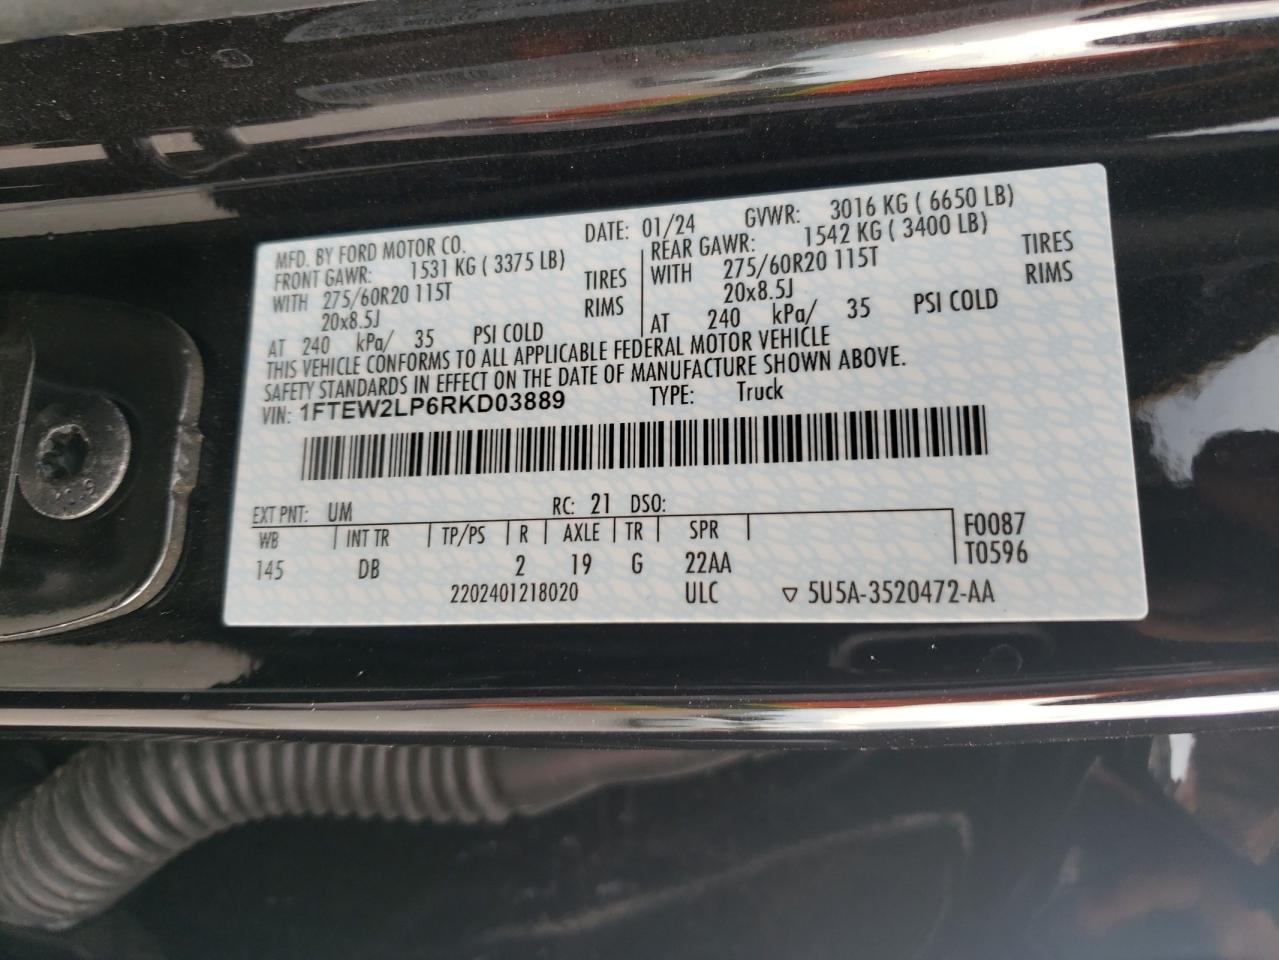 MFD. BY FORD MOTOR CO. DATE: 01/24 GVWR: 3016 KG ( 6650 LB)
FRONT GAWR: 1531 KG ( 3375 LB) REAR GAWR: 1542 KG ( 3400 LB)
WITH 275/60R20 115T TIRES WITH 275/60R20 115T TIRES
20x8.5J RIMS 20x8.5J RIMS
AT 240 kPa/ 35 PSI COLD AT 240 kPa/ 35 PSI COLD
THIS VEHICLE CONFORMS TO ALL APPLICABLE FEDERAL MOTOR VEHICLE
SAFETY STANDARDS IN EFFECT ON THE DATE OF MANUFACTURE SHOWN ABOVE.
VIN: 1FTEW2LP6RKD03889 TYPE: Truck
EXT PNT: UM RC: 21 DSO:
WB INT TR TP/PS R AXLE TR SPR F0087
145 DB 2 19 G 22AA T0596
2202401218020 ULC ▽ 5U5A-3520472-AA
10.9